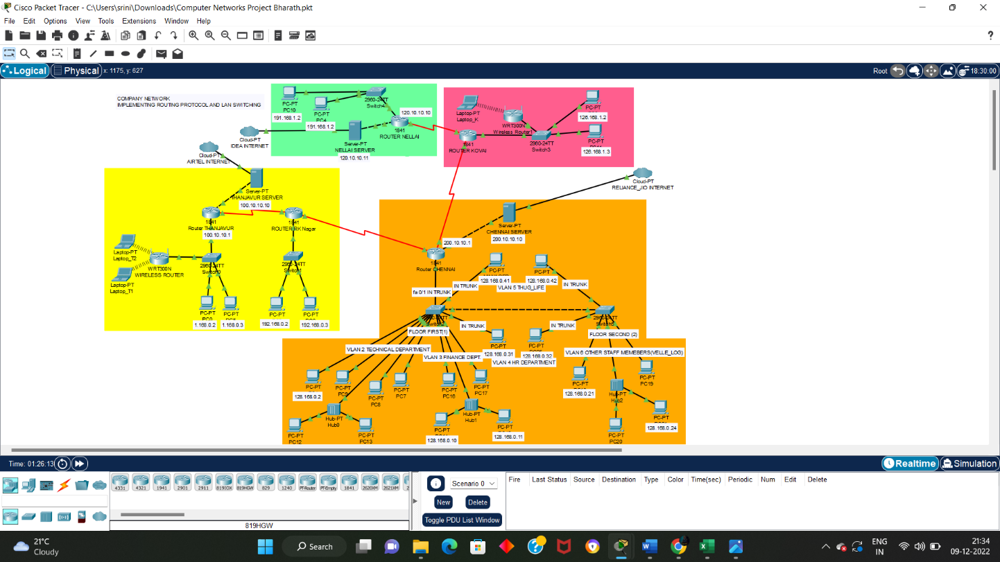 Cisco Packet Tracer - C:\Users\srini\Downloads\Computer Networks Project Bharath.pkt
File Edit Options View Tools Extensions Window Help
?
Logical Physical x: 1175, y: 627 Root 18:30:00
COMPANY NETWORK
IMPLEMENTING ROUTING PROTOCOL AND LAN SWITCHING
PC-PT
PC10
191.168.1.2
PC-PT
PC4
191.168.1.2
2960-24TT
Switch4
120.10.10.10
1841
ROUTER NELLAI
Server-PT
NELLAI SERVER
120.10.10.11
Cloud-PT
IDEA INTERNET
Cloud-PT
AIRTEL INTERNET
Laptop-PT
Laptop_K
WRT300N
Wireless Router1
1841
ROUTER KOVAI
2960-24TT
Switch3
PC-PT
126.168.1.2
PC-PT
126.168.1.3
Cloud-PT
RELIANCE_JIO INTERNET
Server-PT
THANJAVUR SERVER
100.10.10.10
1841
Router THANJAVUR
100.10.10.1
1841
ROUTER RK Nagar
Laptop-PT
Laptop_T2
WRT300N
WIRELESS ROUTER
Laptop-PT
Laptop_T1
2960-24TT
Switch0
2960-24TT
Switch1
PC-PT
PC0
1.168.0.2
PC-PT
1.168.0.3
PC-PT
192.168.0.2
PC-PT
192.168.0.3
Server-PT
CHENNAI SERVER
200.10.10.10
200.10.10.1
1841
Router CHENNAI
PC-PT
128.168.0.41
PC-PT
128.168.0.42
IN TRUNK
VLAN 5 THUG_LIFE
IN TRUNK
fa 0/1 IN TRUNK
2960-24TT
Switch2
FLOOR FIRST(1)
IN TRUNK
IN TRUNK
2960-24TT
FLOOR SECOND (2)
PC-PT
128.168.0.31
PC-PT
128.168.0.32
VLAN 2 TECHNICAL DEPARTMENT
VLAN 3 FINANCE DEPT.
VLAN 4 HR DEPARTMENT
VLAN 6 OTHER STAFF MEMEBERS(VELLE_LOG)
PC-PT
128.168.0.2
PC-PT
PC9
PC-PT
PC8
PC-PT
PC7
PC-PT
PC16
PC-PT
PC17
PC-PT
128.168.0.21
PC-PT
PC19
Hub-PT
Hub0
Hub-PT
Hub1
Hub-PT
Hub2
PC-PT
PC12
PC-PT
PC13
PC-PT
128.168.0.10
PC-PT
128.168.0.11
PC-PT
PC20
PC-PT
128.168.0.24
Time: 01:26:13 Realtime Simulation
4331 4321 1941 2901 2911 819IOX 819HGW 829 1240 PT-Router PT-Empty 1841 2620XM 2621XM
819HGW
Scenario 0
New Delete
Toggle PDU List Window
Fire Last Status Source Destination Type Color Time(sec) Periodic Num Edit Delete
21°C
Cloudy
Search
ENG
IN
21:34
09-12-2022